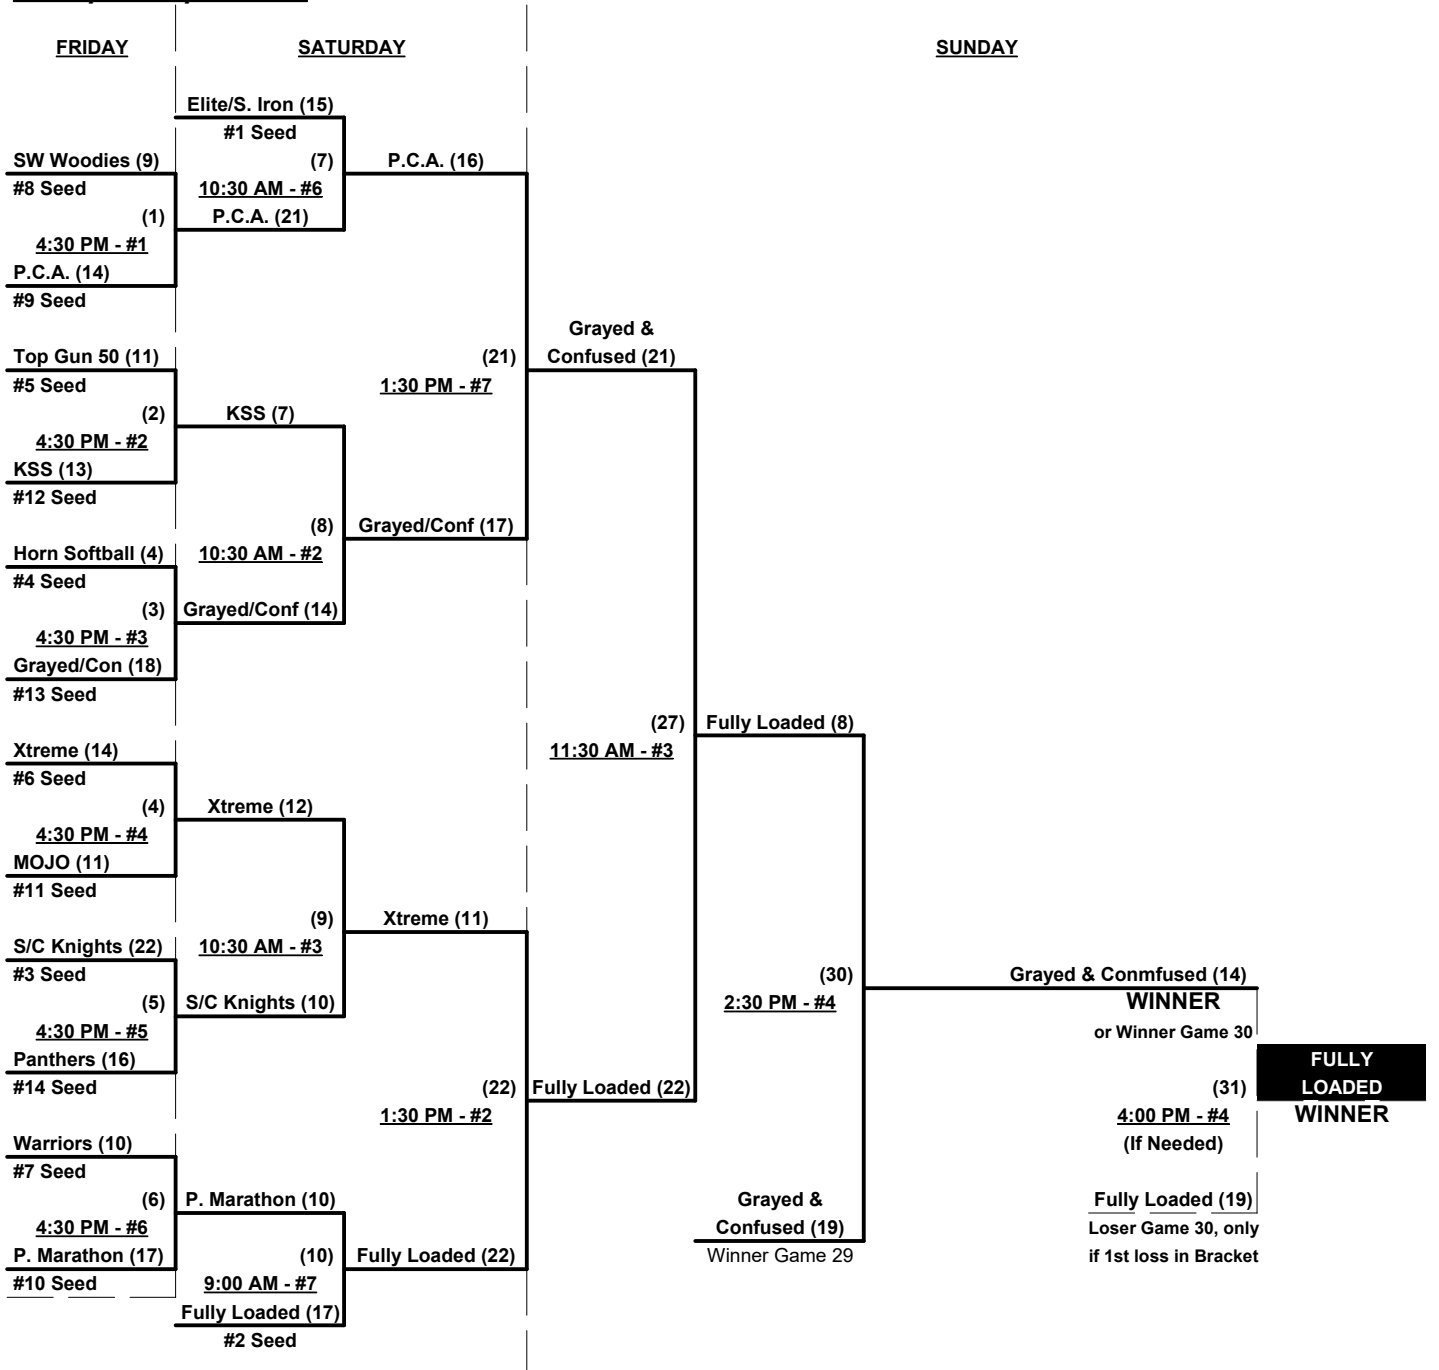 FRIDAY
SATURDAY
SUNDAY
Elite/S. Iron (15)
#1 Seed
SW Woodies (9)
(7)
P.C.A. (16)
#8 Seed
10:30 AM - #6
(1)
P.C.A. (21)
4:30 PM - #1
P.C.A. (14)
#9 Seed
Grayed &
Top Gun 50 (11)
(21)
Confused (21)
#5 Seed
1:30 PM - #7
(2)
KSS (7)
4:30 PM - #2
KSS (13)
#12 Seed
(8)
Grayed/Conf (17)
Horn Softball (4)
10:30 AM - #2
#4 Seed
(3)
Grayed/Conf (14)
4:30 PM - #3
Grayed/Con (18)
#13 Seed
(27)
Fully Loaded (8)
Xtreme (14)
11:30 AM - #3
#6 Seed
(4)
Xtreme (12)
4:30 PM - #4
MOJO (11)
#11 Seed
(9)
Xtreme (11)
S/C Knights (22)
10:30 AM - #3
#3 Seed
(30)
Grayed & Conmfused (14)
(5)
S/C Knights (10)
2:30 PM - #4
WINNER
4:30 PM - #5
or Winner Game 30
Panthers (16)
FULLY
#14 Seed
(22)
Fully Loaded (22)
(31)
LOADED
1:30 PM - #2
4:00 PM - #4
WINNER
Warriors (10)
(If Needed)
#7 Seed
(6)
P. Marathon (10)
Grayed &
Fully Loaded (19)
4:30 PM - #6
Confused (19)
Loser Game 30, only
P. Marathon (17)
(10)
Fully Loaded (22)
Winner Game 29
if 1st loss in Bracket
#10 Seed
9:00 AM - #7
Fully Loaded (17)
#2 Seed